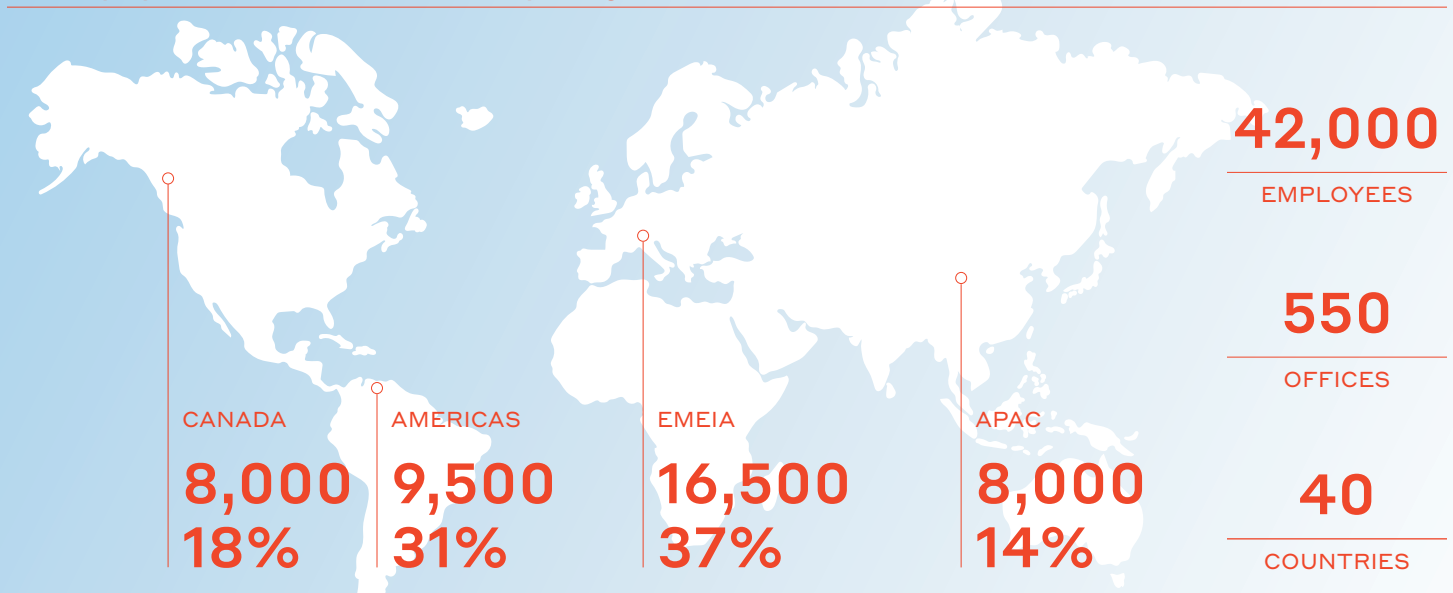 42,000
EMPLOYEES
550
OFFICES
40
COUNTRIES
CANADA
8,000
18%
AMERICAS
9,500
31%
EMEIA
16,500
37%
APAC
8,000
14%